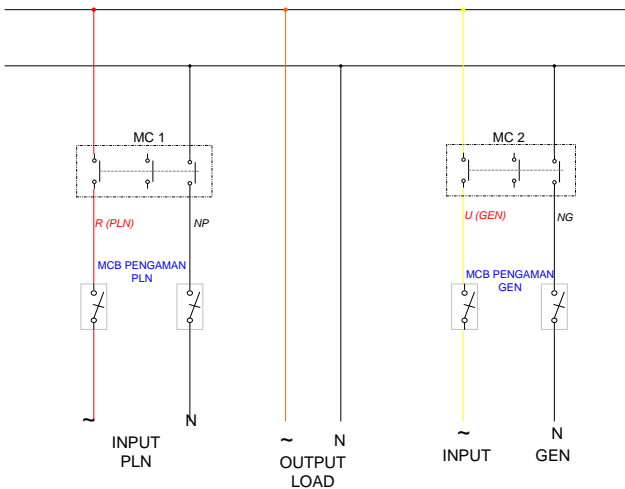 MC 1
MC 2
R (PLN)
NP
U (GEN)
NG
MCB PENGAMAN
PLN
MCB PENGAMAN
GEN
~
N
INPUT
PLN
~
N
OUTPUT
LOAD
~
N
INPUT
GEN